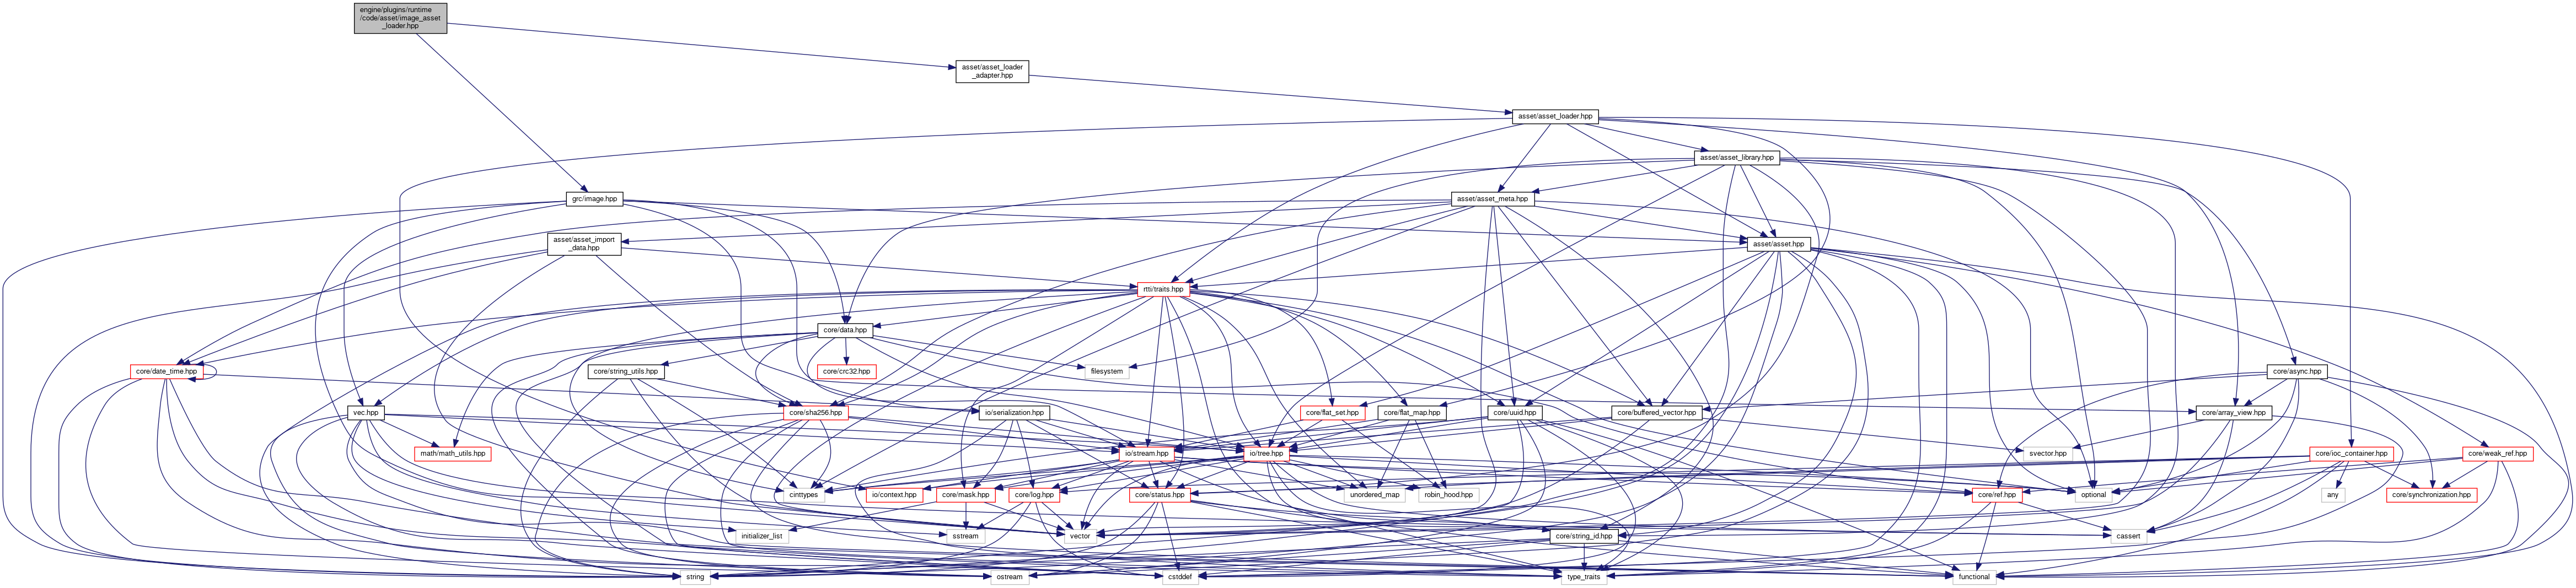 engine/plugins/runtime
/code/asset/image_asset
_loader.hpp
asset/asset_loader
_adapter.hpp
asset/asset_loader.hpp
asset/asset_library.hpp
grc/image.hpp
asset/asset_meta.hpp
asset/asset_import
_data.hpp
asset/asset.hpp
rtti/traits.hpp
core/data.hpp
core/date_time.hpp
core/string_utils.hpp
core/crc32.hpp
filesystem
core/async.hpp
vec.hpp
core/sha256.hpp
io/serialization.hpp
core/flat_set.hpp
core/flat_map.hpp
core/uuid.hpp
core/buffered_vector.hpp
core/array_view.hpp
math/math_utils.hpp
io/stream.hpp
io/tree.hpp
svector.hpp
core/ioc_container.hpp
core/weak_ref.hpp
cinttypes
io/context.hpp
core/mask.hpp
core/log.hpp
core/status.hpp
unordered_map
robin_hood.hpp
core/ref.hpp
optional
any
core/synchronization.hpp
initializer_list
sstream
vector
core/string_id.hpp
cassert
string
ostream
cstddef
type_traits
functional